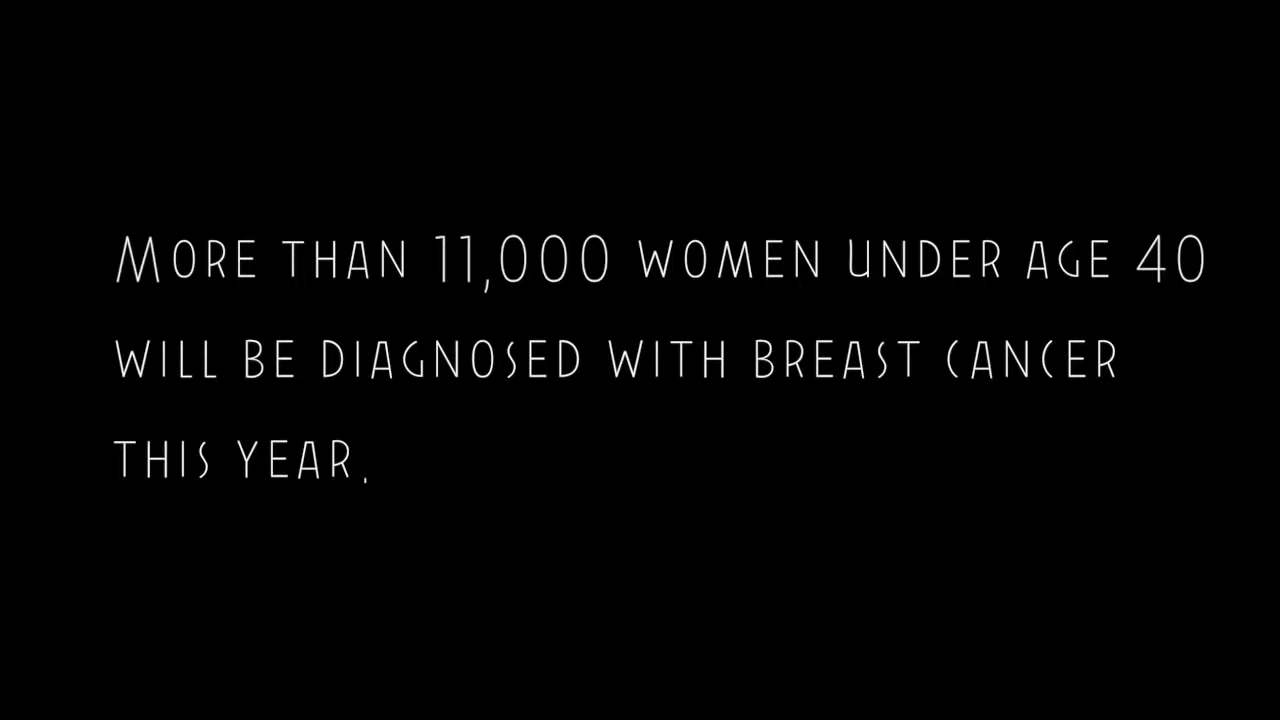 More than 11,000 women under age 40
will be diagnosed with breast cancer
this year.